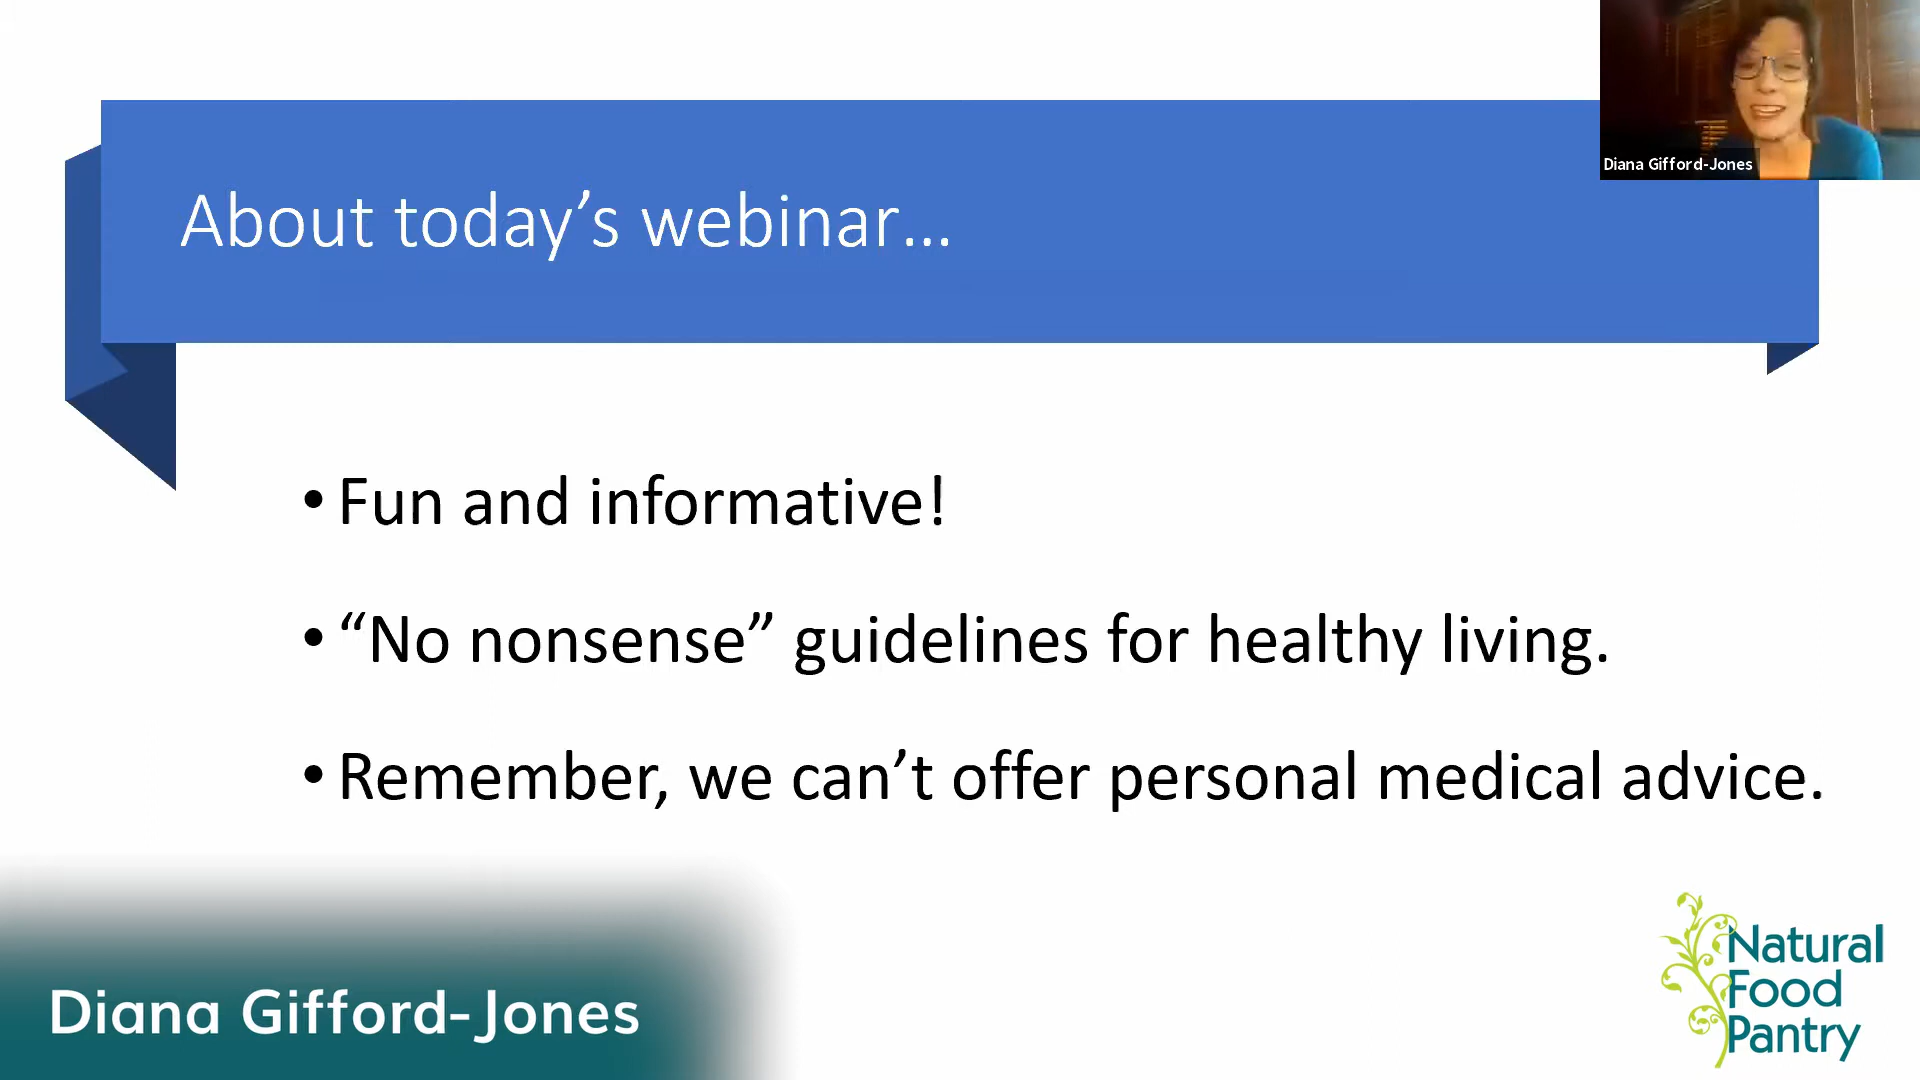 Diana Gifford-Jones
About today’s webinar…
• Fun and informative!
• “No nonsense” guidelines for healthy living.
• Remember, we can’t offer personal medical advice.
Diana Gifford-Jones
Natural
Food
Pantry